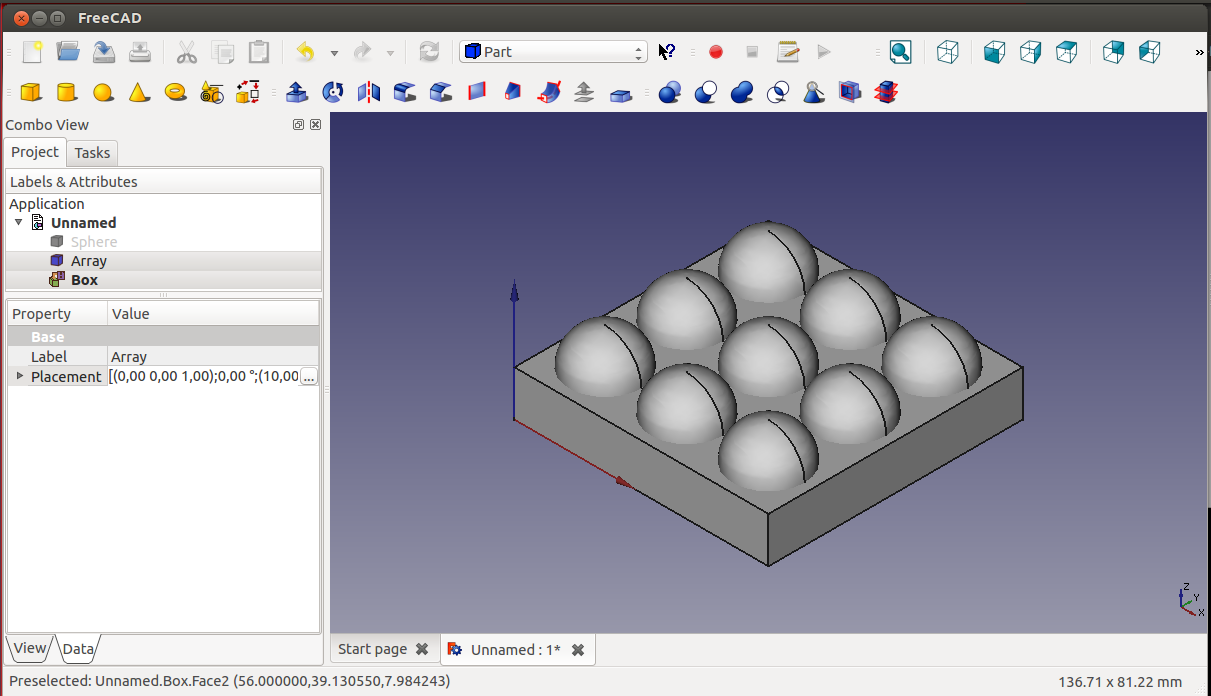 FreeCAD
Part
»
Combo View
Project
Tasks
Labels & Attributes
Application
Unnamed
Sphere
Array
Box
Property
Value
Base
Label
Array
Placement
[(0,00 0,00 1,00);0,00 °;(10,00
...
View
Data
Start page
Unnamed : 1*
Z
Y
X
Preselected: Unnamed.Box.Face2 (56.000000,39.130550,7.984243)
136.71 x 81.22 mm